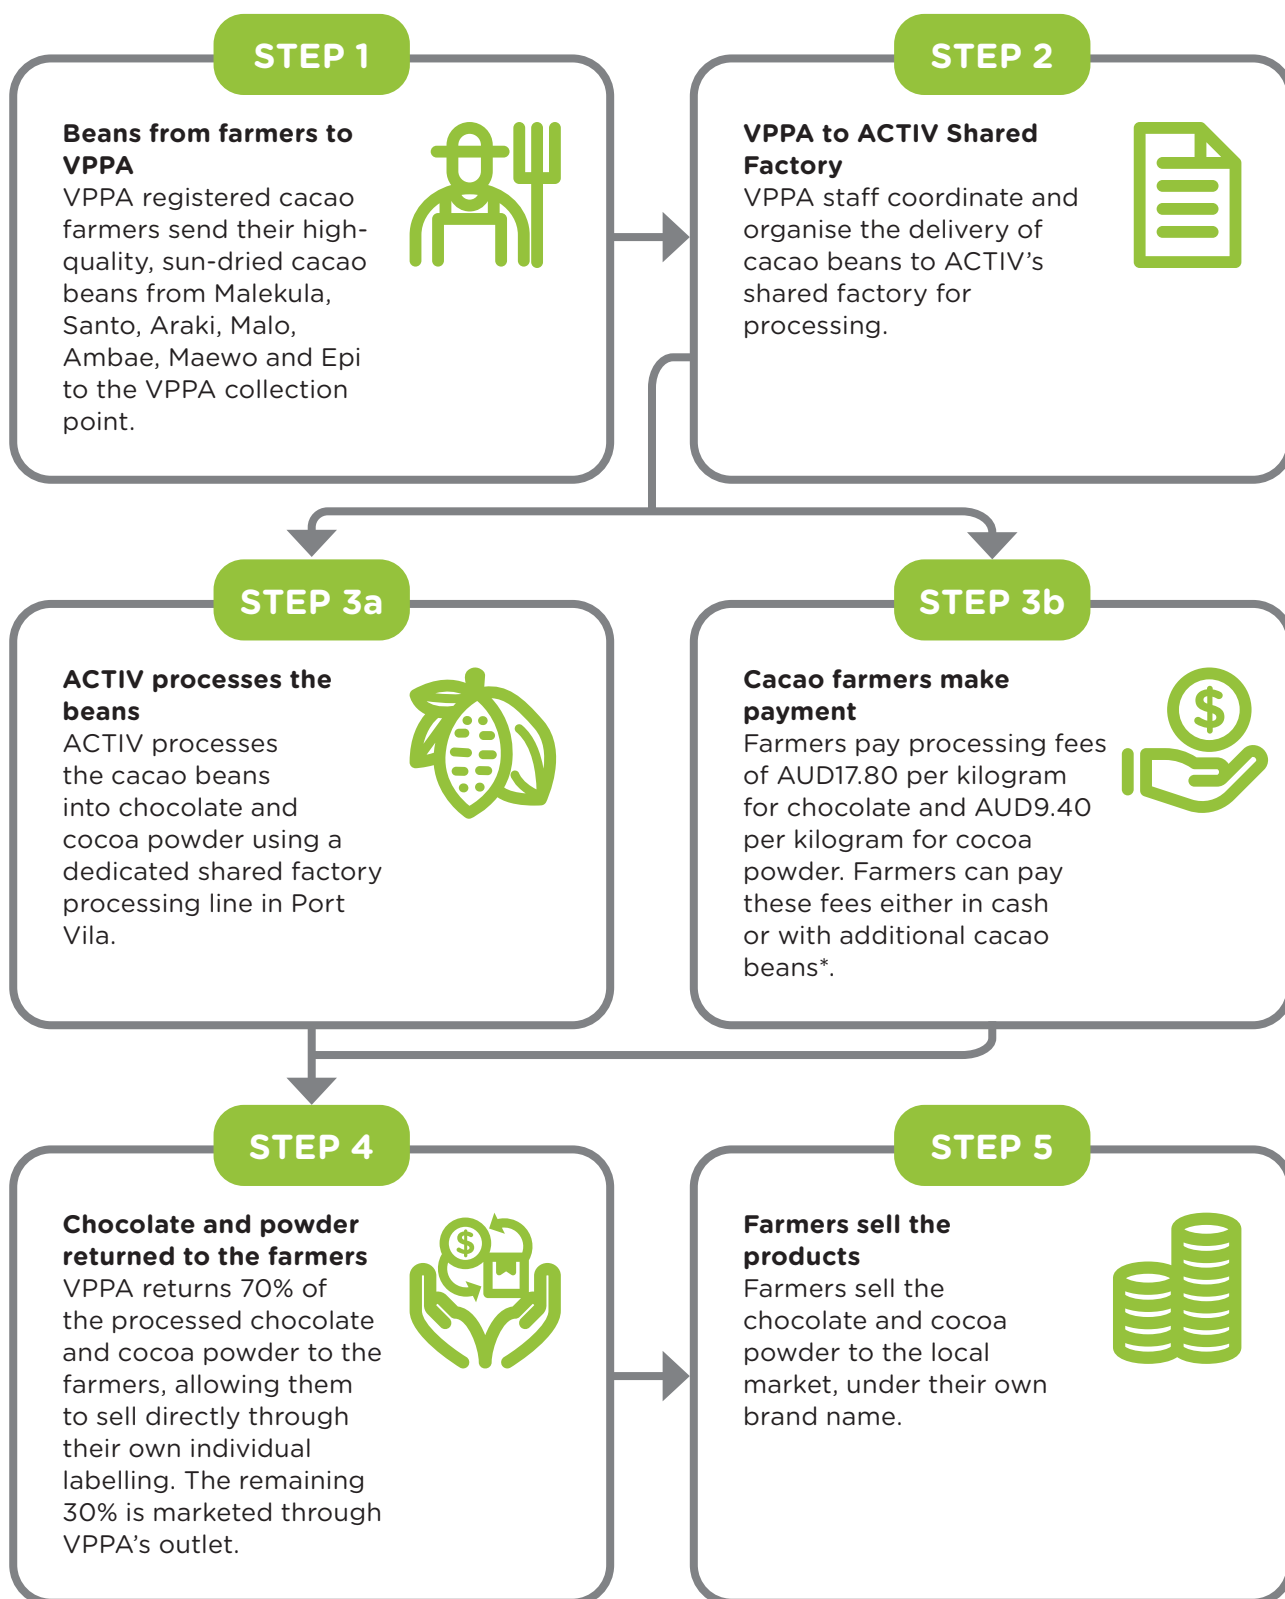 STEP 1
Beans from farmers to
VPPA
VPPA registered cacao
farmers send their high-
quality, sun-dried cacao
beans from Malekula,
Santo, Araki, Malo,
Ambae, Maewo and Epi
to the VPPA collection
point.
STEP 2
VPPA to ACTIV Shared
Factory
VPPA staff coordinate and
organise the delivery of
cacao beans to ACTIV’s
shared factory for
processing.
STEP 3a
ACTIV processes the
beans
ACTIV processes
the cacao beans
into chocolate and
cocoa powder using a
dedicated shared factory
processing line in Port
Vila.
STEP 3b
Cacao farmers make
payment
Farmers pay processing fees
of AUD17.80 per kilogram
for chocolate and AUD9.40
per kilogram for cocoa
powder. Farmers can pay
these fees either in cash
or with additional cacao
beans*.
$
STEP 4
Chocolate and powder
returned to the farmers
VPPA returns 70% of
the processed chocolate
and cocoa powder to the
farmers, allowing them
to sell directly through
their own individual
labelling. The remaining
30% is marketed through
VPPA’s outlet.
$
STEP 5
Farmers sell the
products
Farmers sell the
chocolate and cocoa
powder to the local
market, under their own
brand name.